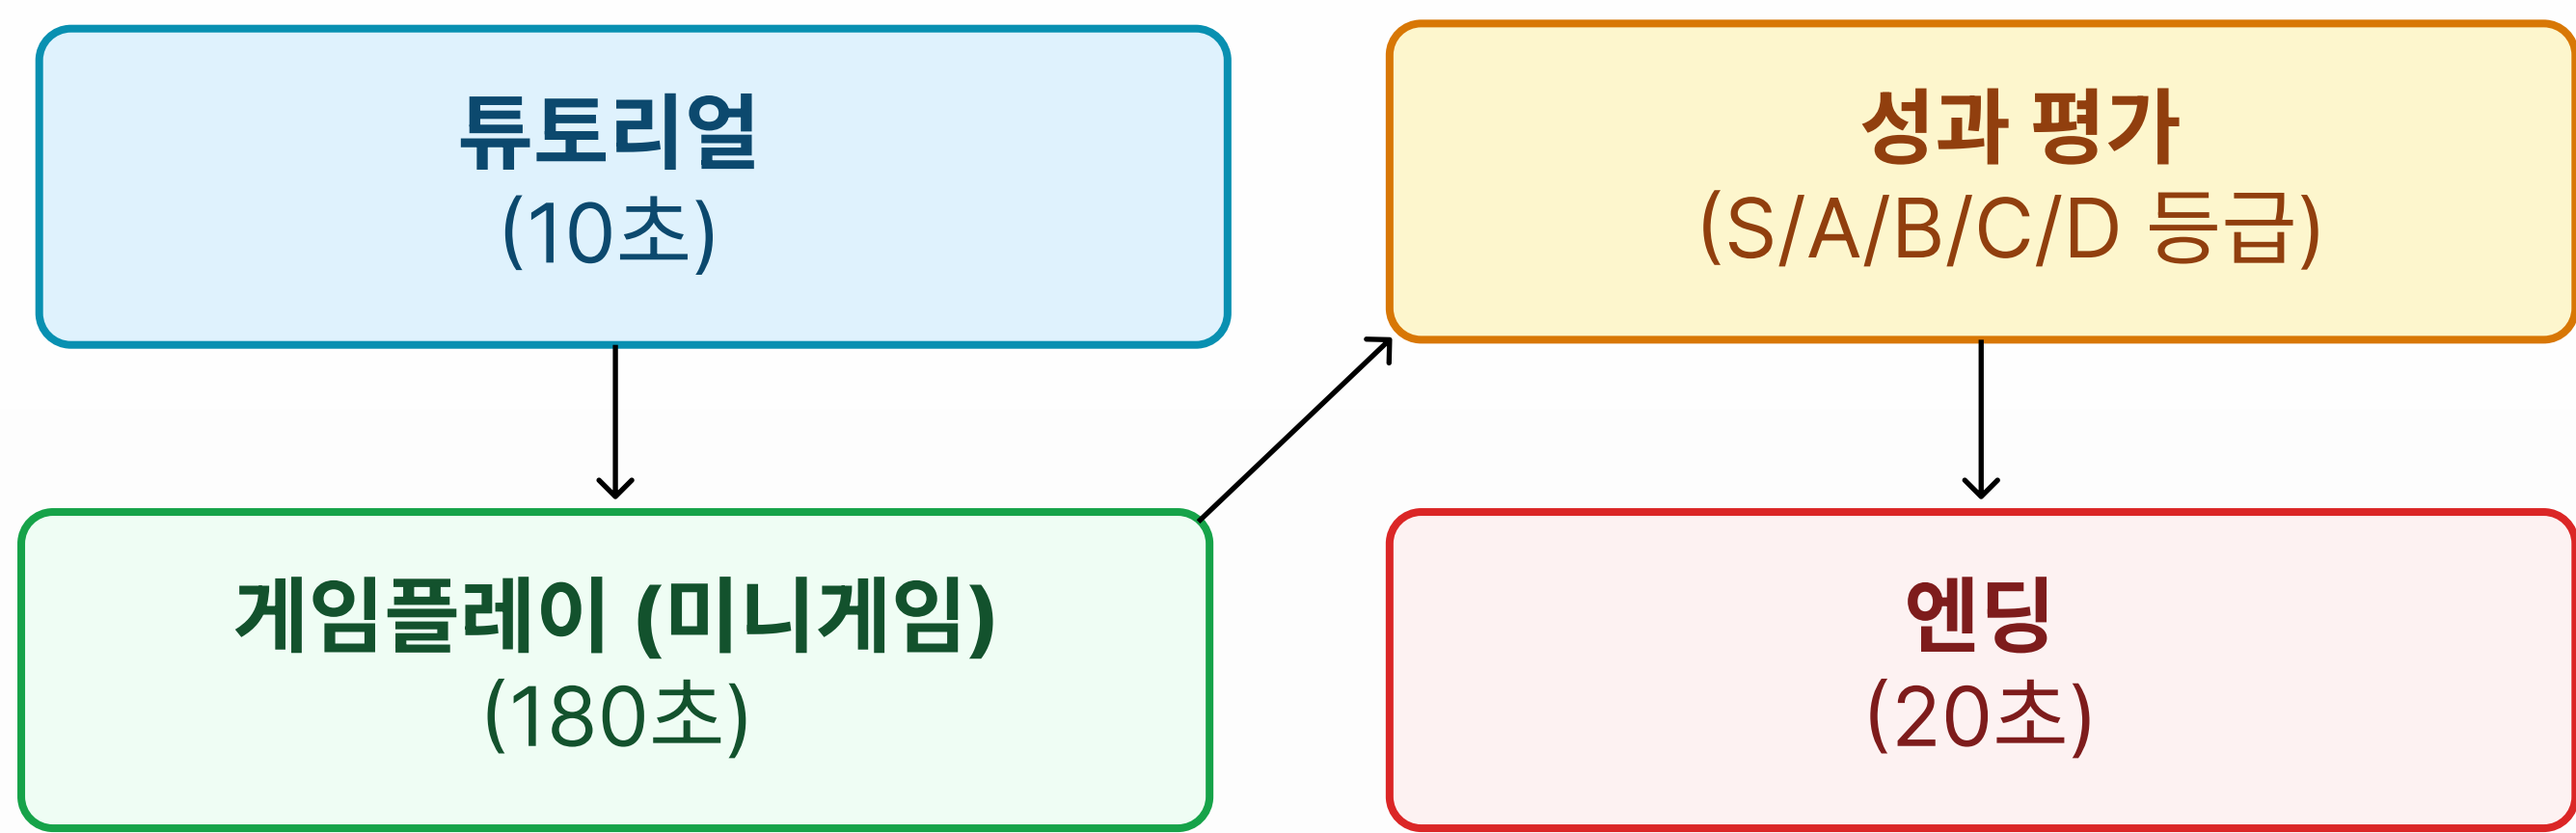 튜토리얼
(10초)
게임플레이 (미니게임)
(180초)
성과 평가
(S/A/B/C/D 등급)
엔딩
(20초)